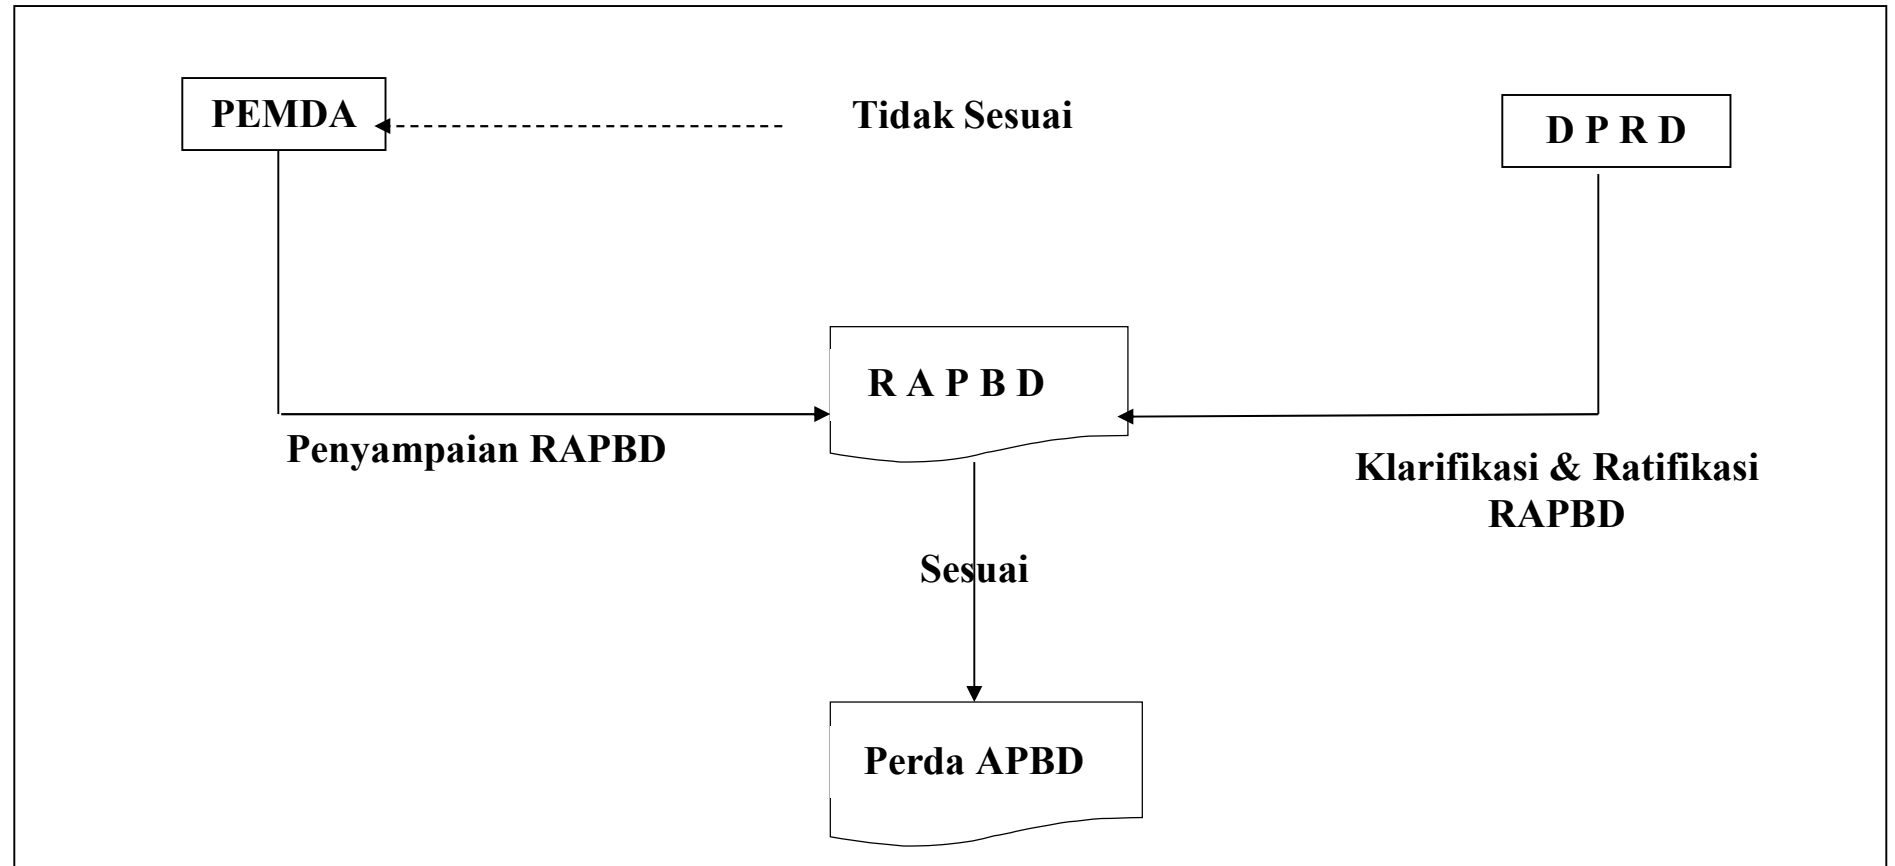 PEMDA
Tidak Sesuai
D P R D
R A P B D
Penyampaian RAPBD
Klarifikasi & Ratifikasi
RAPBD
Sesuai
Perda APBD